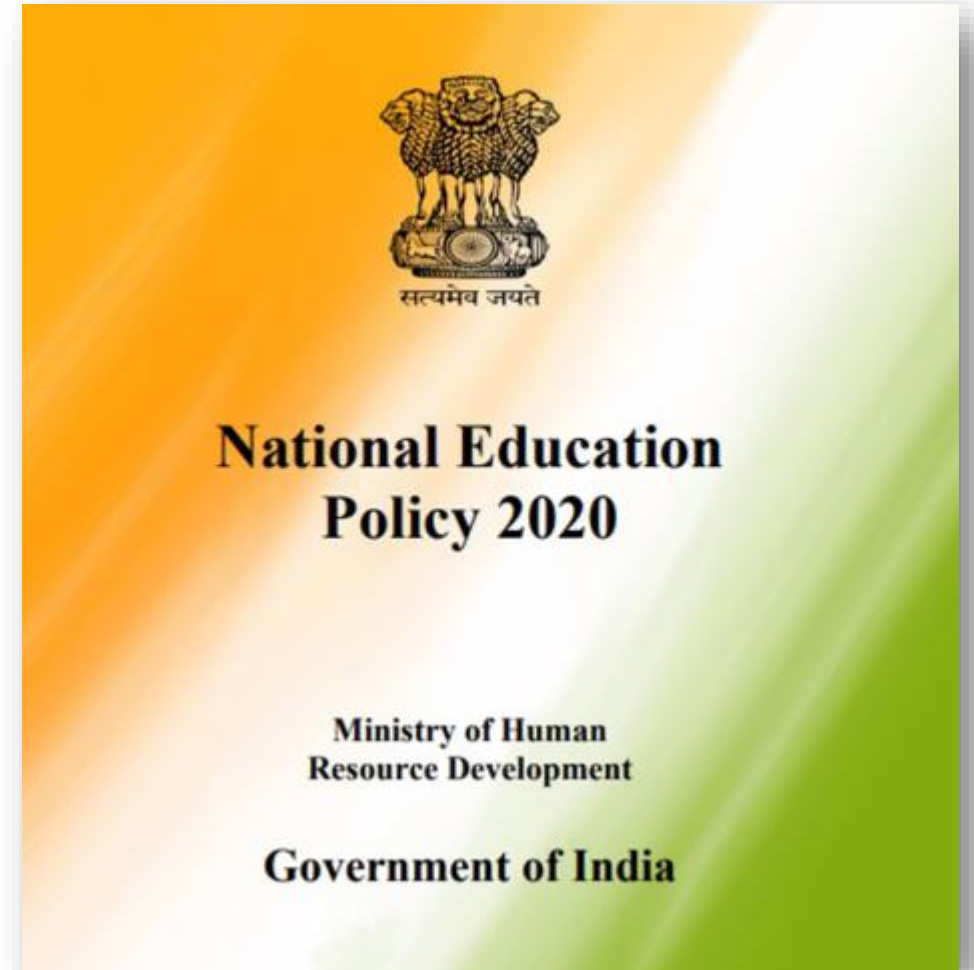 सत्यमेव जयते
National Education
Policy 2020
Ministry of Human
Resource Development
Government of India